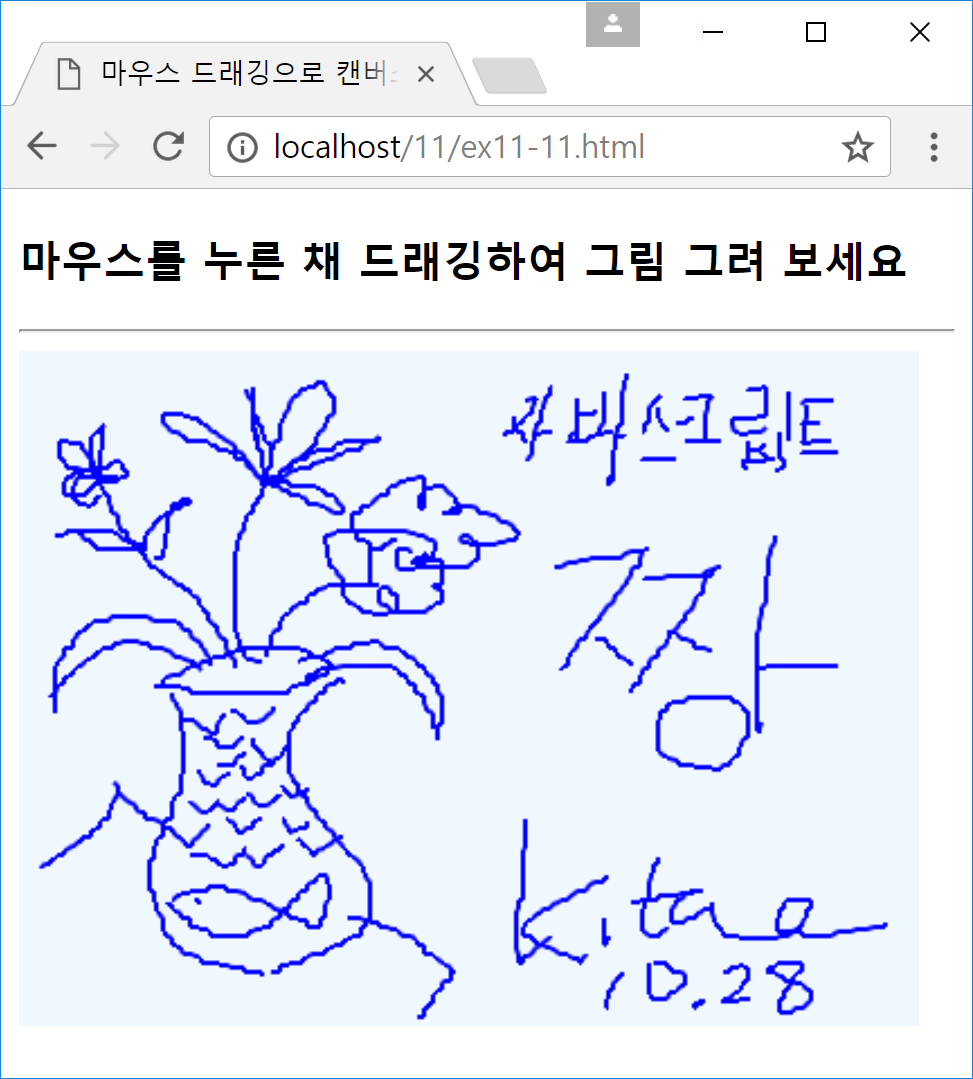 마우스 드래깅으로 캔버
localhost/11/ex11-11.html
마우스를 누른 채 드래깅하여 그림 그려 보세요
자바스크립트
짱
Kitae
10.28